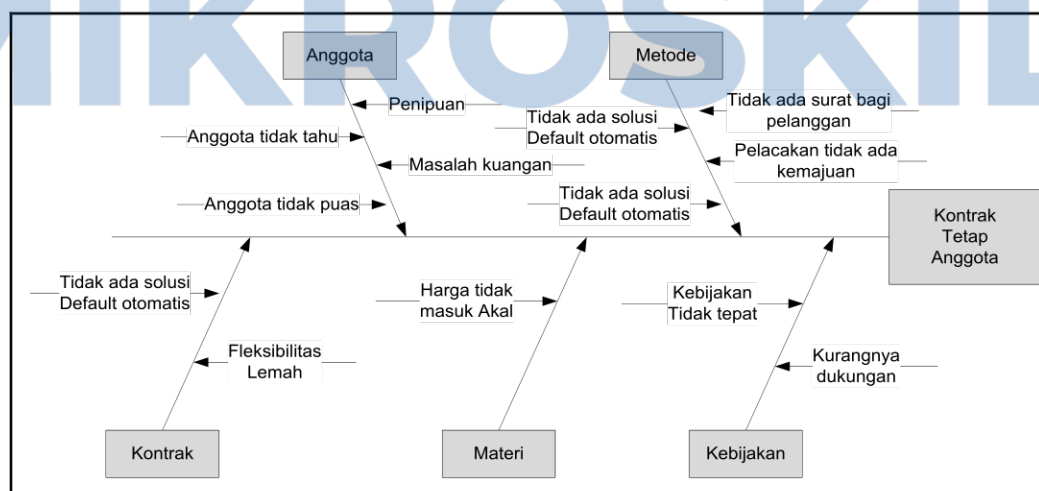 MIKROSKIL
Anggota
Metode
Penipuan
Anggota tidak tahu
Masalah kuangan
Anggota tidak puas
Tidak ada surat bagi
pelanggan
Tidak ada solusi
Default otomatis
Pelacakan tidak ada
kemajuan
Tidak ada solusi
Default otomatis
Kontrak
Tetap
Anggota
Tidak ada solusi
Default otomatis
Fleksibilitas
Lemah
Harga tidak
masuk Akal
Kebijakan
Tidak tepat
Kurangnya
dukungan
Kontrak
Materi
Kebijakan